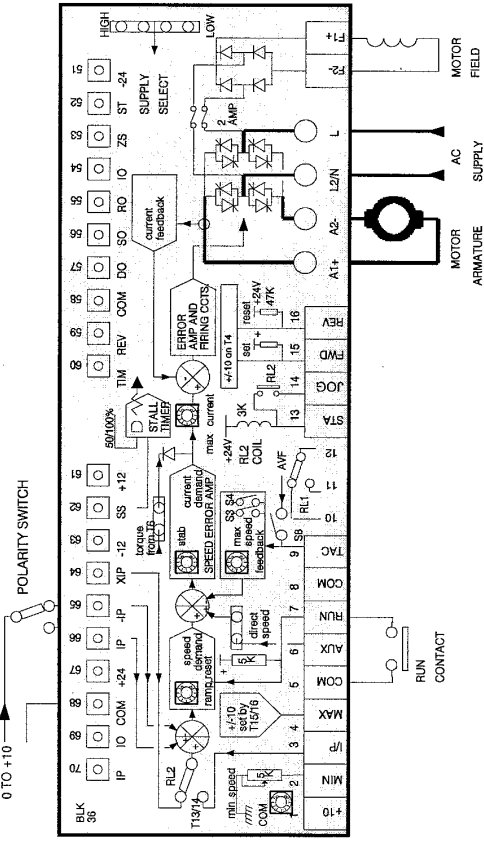 POLARITY SWITCH
0 TO +10
HIGH
LOW
SUPPLY
SELECT
51 -24
52 ST
53 ZS
54 IO
55 RO
56 SO
57 DO
58 COM
59 REV
60 TIM
61 +12
62 SS
63 -12
64 XIP
65 -IP
66 IP
67 +24
68 COM
69 IO
70 IP
BLK
36
50/100%
STALL
TIMER
torque
from T6
current
feedback
2
AMP
ERROR
AMP AND
FIRING CCTS.
max current
current
demand
stab
SPEED ERROR AMP
speed
demand
ramp reset
RL2
T13/14
+/-10 on T4
set
reset
+24V
47K
+
RL2
3K
+24V
RL2
COIL
S3 S4
max
speed
feedback
S8
AVF
RL1
10
11
12
direct
speed
+
5
K
+/-10
set by
T15/16
min speed
5
K
COM
1 +10
2 MIN
3 I/P
4 MAX
5 COM
6 AUX
7 RUN
8 COM
9 TAC
13 STA
14 JOG
15 FWD
16 REV
A1+
A2-
L2/N
L
F2-
F1+
RUN
CONTACT
MOTOR
ARMATURE
AC
SUPPLY
MOTOR
FIELD